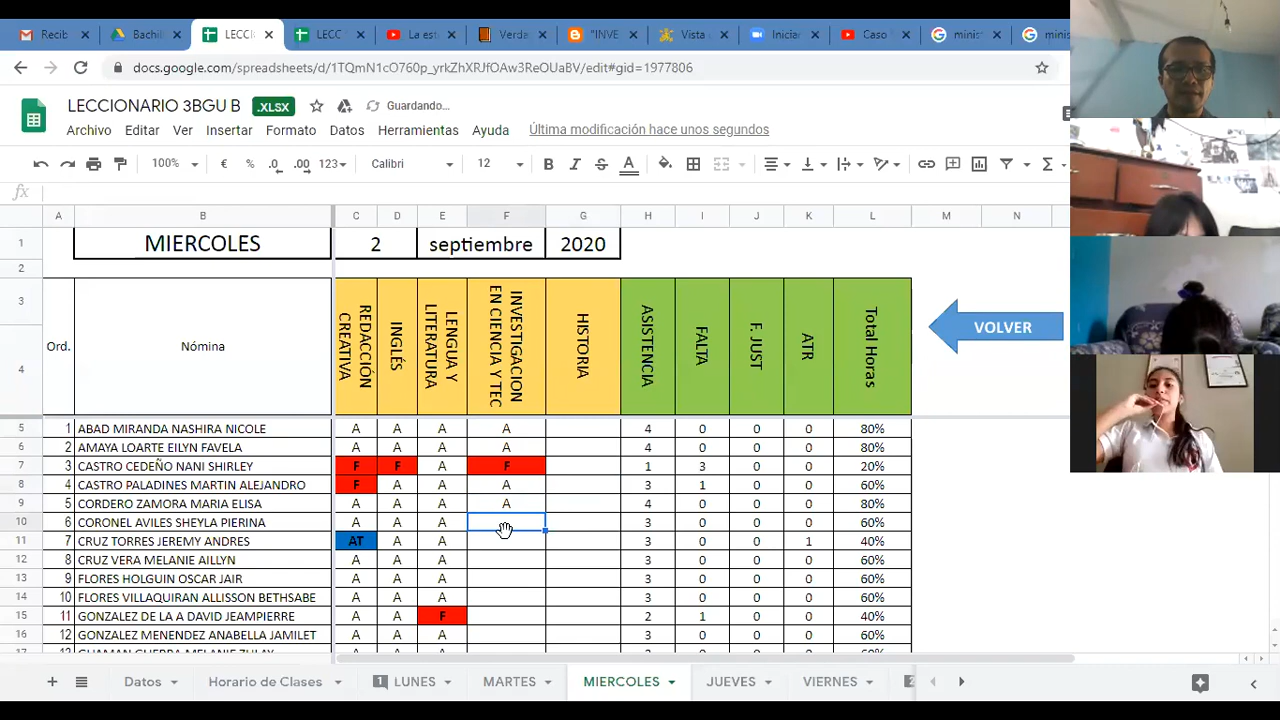 Recib
Bachil
LECCI
LECC
La est
Verda
"INVE
Vista
Iniciar
Caso
minist
minis
docs.google.com/spreadsheets/d/1TQmN1cO760p_yrkZhXRJfOAw3ReOUaBV/edit#gid=1977806
LECCIONARIO 3BGU B .XLSX Guardando...
Archivo Editar Ver Insertar Formato Datos Herramientas Ayuda Última modificación hace unos segundos
100% € % .0 .00 123 Calibri 12 B I S A
fx
A B C D E F G H I J K L M N
1 MIERCOLES 2 septiembre 2020
2
3
4
Ord. Nómina REDACCIÓN CREATIVA INGLÉS LENGUA Y LITERATURA INVESTIGACION EN CIENCIA Y TEC HISTORIA ASISTENCIA FALTA F. JUST ATR Total Horas
VOLVER
5 1 ABAD MIRANDA NASHIRA NICOLE A A A A 4 0 0 0 80%
6 2 AMAYA LOARTE EILYN FAVELA A A A A 4 0 0 0 80%
7 3 CASTRO CEDEÑO NANI SHIRLEY F F A F 1 3 0 0 20%
8 4 CASTRO PALADINES MARTIN ALEJANDRO F A A A 3 1 0 0 60%
9 5 CORDERO ZAMORA MARIA ELISA A A A A 4 0 0 0 80%
10 6 CORONEL AVILES SHEYLA PIERINA A A A 3 0 0 0 60%
11 7 CRUZ TORRES JEREMY ANDRES AT A A 3 0 0 1 40%
12 8 CRUZ VERA MELANIE AILLYN A A A 3 0 0 0 60%
13 9 FLORES HOLGUIN OSCAR JAIR A A A 3 0 0 0 60%
14 10 FLORES VILLAQUIRAN ALLISSON BETHSABE A A A 3 0 0 0 60%
15 11 GONZALEZ DE LA A DAVID JEAMPIERRE A A F 2 1 0 0 40%
16 12 GONZALEZ MENENDEZ ANABELLA JAMILET A A A 3 0 0 0 60%
Datos Horario de Clases 1 LUNES MARTES MIERCOLES JUEVES VIERNES 2